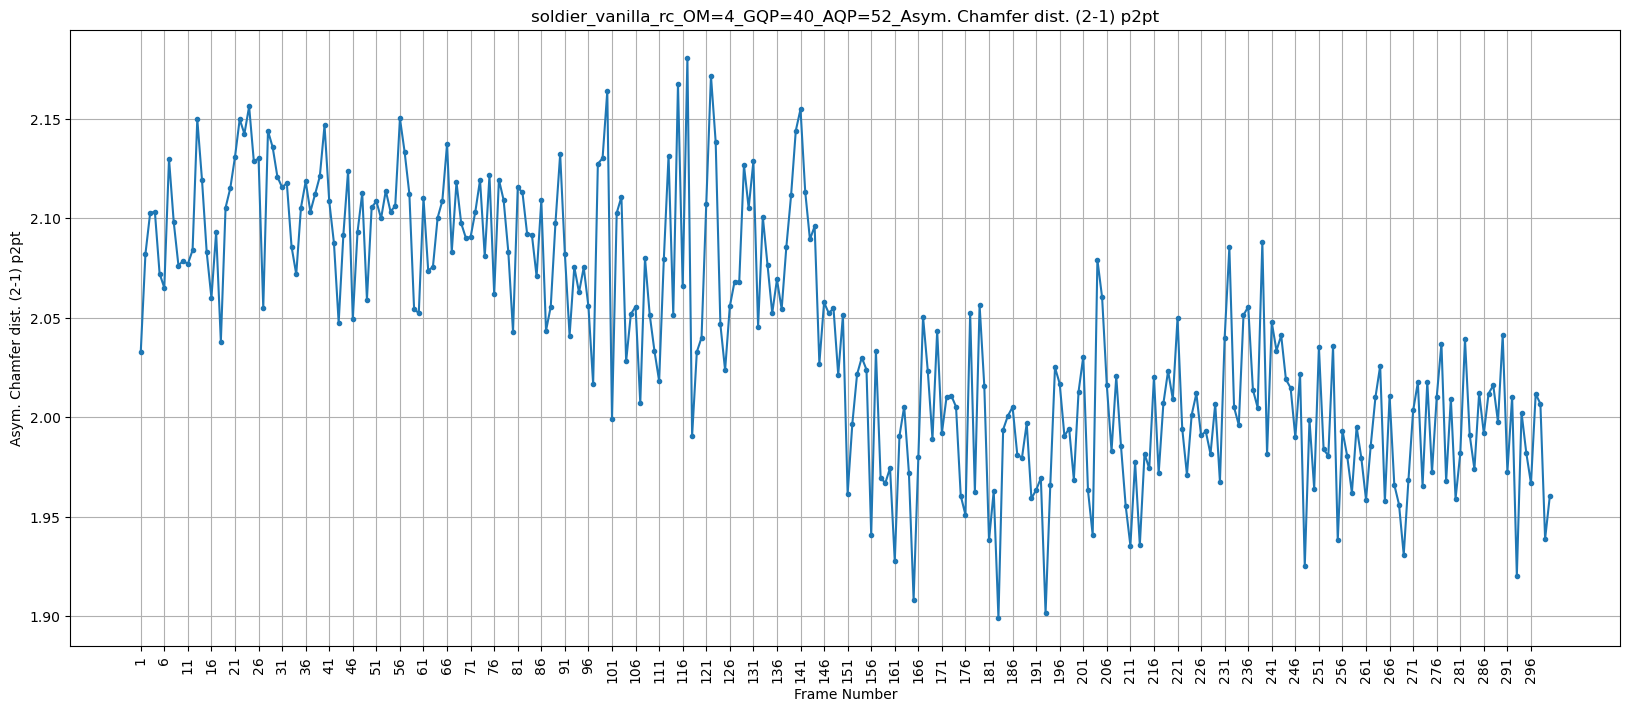 soldier_vanilla_rc_OM=4_GQP=40_AQP=52_Asym. Chamfer dist. (2-1) p2pt
Asym. Chamfer dist. (2-1) p2pt
2.15
2.10
2.05
2.00
1.95
1.90
1 6 11 16 21 26 31 36 41 46 51 56 61 66 71 76 81 86 91 96 101 106 111 116 121 126 131 136 141 146 151 156 161 166 171 176 181 186 191 196 201 206 211 216 221 226 231 236 241 246 251 256 261 266 271 276 281 286 291 296
Frame Number